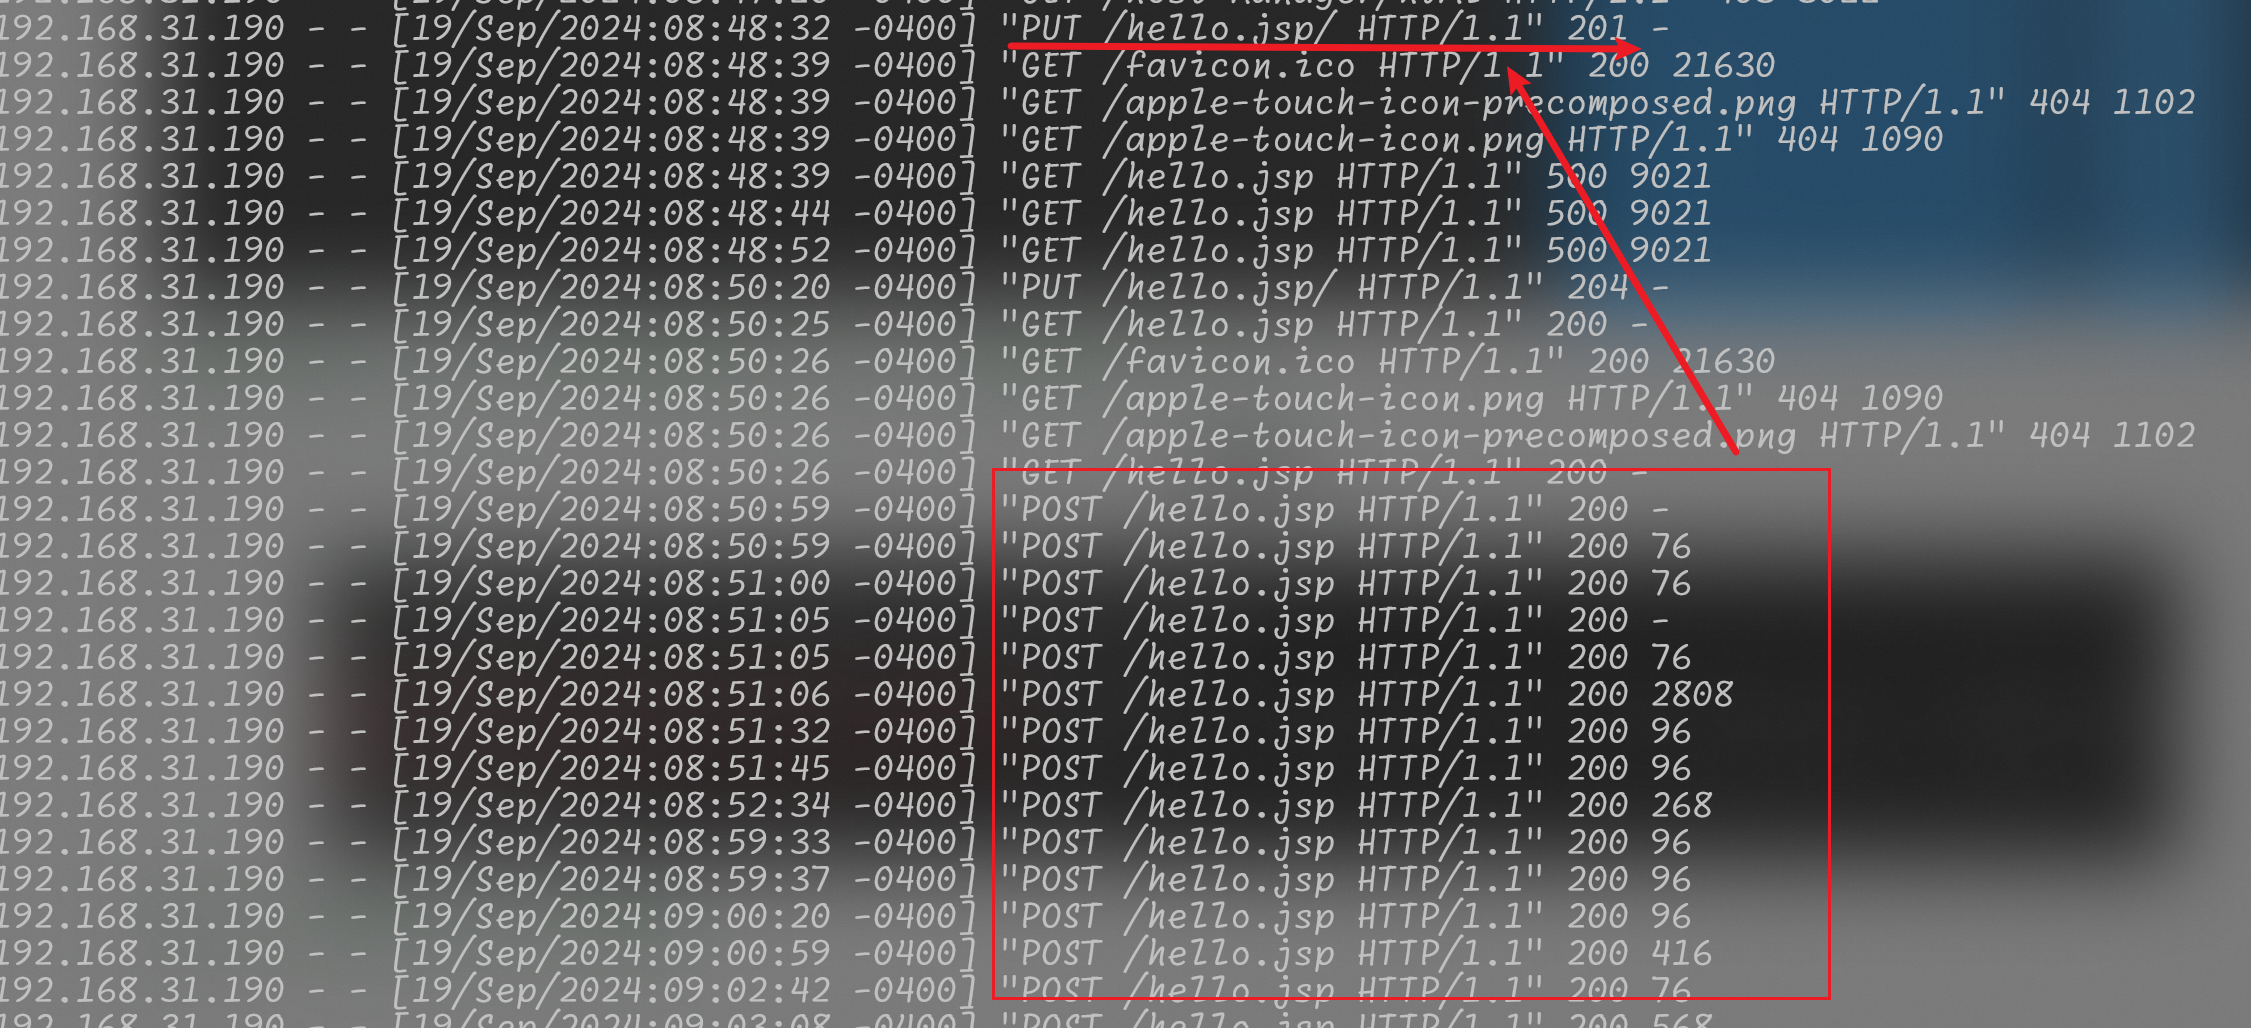 192.168.31.190 - - [19/Sep/2024:08:48:32 -0400] "PUT /hello.jsp/ HTTP/1.1" 201 -
192.168.31.190 - - [19/Sep/2024:08:48:39 -0400] "GET /favicon.ico HTTP/1.1" 200 21630
192.168.31.190 - - [19/Sep/2024:08:48:39 -0400] "GET /apple-touch-icon-precomposed.png HTTP/1.1" 404 1102
192.168.31.190 - - [19/Sep/2024:08:48:39 -0400] "GET /apple-touch-icon.png HTTP/1.1" 404 1090
192.168.31.190 - - [19/Sep/2024:08:48:39 -0400] "GET /hello.jsp HTTP/1.1" 500 9021
192.168.31.190 - - [19/Sep/2024:08:48:44 -0400] "GET /hello.jsp HTTP/1.1" 500 9021
192.168.31.190 - - [19/Sep/2024:08:48:52 -0400] "GET /hello.jsp HTTP/1.1" 500 9021
192.168.31.190 - - [19/Sep/2024:08:50:20 -0400] "PUT /hello.jsp/ HTTP/1.1" 204 -
192.168.31.190 - - [19/Sep/2024:08:50:25 -0400] "GET /hello.jsp HTTP/1.1" 200 -
192.168.31.190 - - [19/Sep/2024:08:50:26 -0400] "GET /favicon.ico HTTP/1.1" 200 21630
192.168.31.190 - - [19/Sep/2024:08:50:26 -0400] "GET /apple-touch-icon.png HTTP/1.1" 404 1090
192.168.31.190 - - [19/Sep/2024:08:50:26 -0400] "GET /apple-touch-icon-precomposed.png HTTP/1.1" 404 1102
192.168.31.190 - - [19/Sep/2024:08:50:26 -0400] "GET /hello.jsp HTTP/1.1" 200 -
192.168.31.190 - - [19/Sep/2024:08:50:59 -0400] "POST /hello.jsp HTTP/1.1" 200 -
192.168.31.190 - - [19/Sep/2024:08:50:59 -0400] "POST /hello.jsp HTTP/1.1" 200 76
192.168.31.190 - - [19/Sep/2024:08:51:00 -0400] "POST /hello.jsp HTTP/1.1" 200 76
192.168.31.190 - - [19/Sep/2024:08:51:05 -0400] "POST /hello.jsp HTTP/1.1" 200 -
192.168.31.190 - - [19/Sep/2024:08:51:05 -0400] "POST /hello.jsp HTTP/1.1" 200 76
192.168.31.190 - - [19/Sep/2024:08:51:06 -0400] "POST /hello.jsp HTTP/1.1" 200 2808
192.168.31.190 - - [19/Sep/2024:08:51:32 -0400] "POST /hello.jsp HTTP/1.1" 200 96
192.168.31.190 - - [19/Sep/2024:08:51:45 -0400] "POST /hello.jsp HTTP/1.1" 200 96
192.168.31.190 - - [19/Sep/2024:08:52:34 -0400] "POST /hello.jsp HTTP/1.1" 200 268
192.168.31.190 - - [19/Sep/2024:08:59:33 -0400] "POST /hello.jsp HTTP/1.1" 200 96
192.168.31.190 - - [19/Sep/2024:08:59:37 -0400] "POST /hello.jsp HTTP/1.1" 200 96
192.168.31.190 - - [19/Sep/2024:09:00:20 -0400] "POST /hello.jsp HTTP/1.1" 200 96
192.168.31.190 - - [19/Sep/2024:09:00:59 -0400] "POST /hello.jsp HTTP/1.1" 200 416
192.168.31.190 - - [19/Sep/2024:09:02:42 -0400] "POST /hello.jsp HTTP/1.1" 200 76
192.168.31.190 - - [19/Sep/2024:09:03:08 -0400] "POST /hello.jsp HTTP/1.1" 200 568